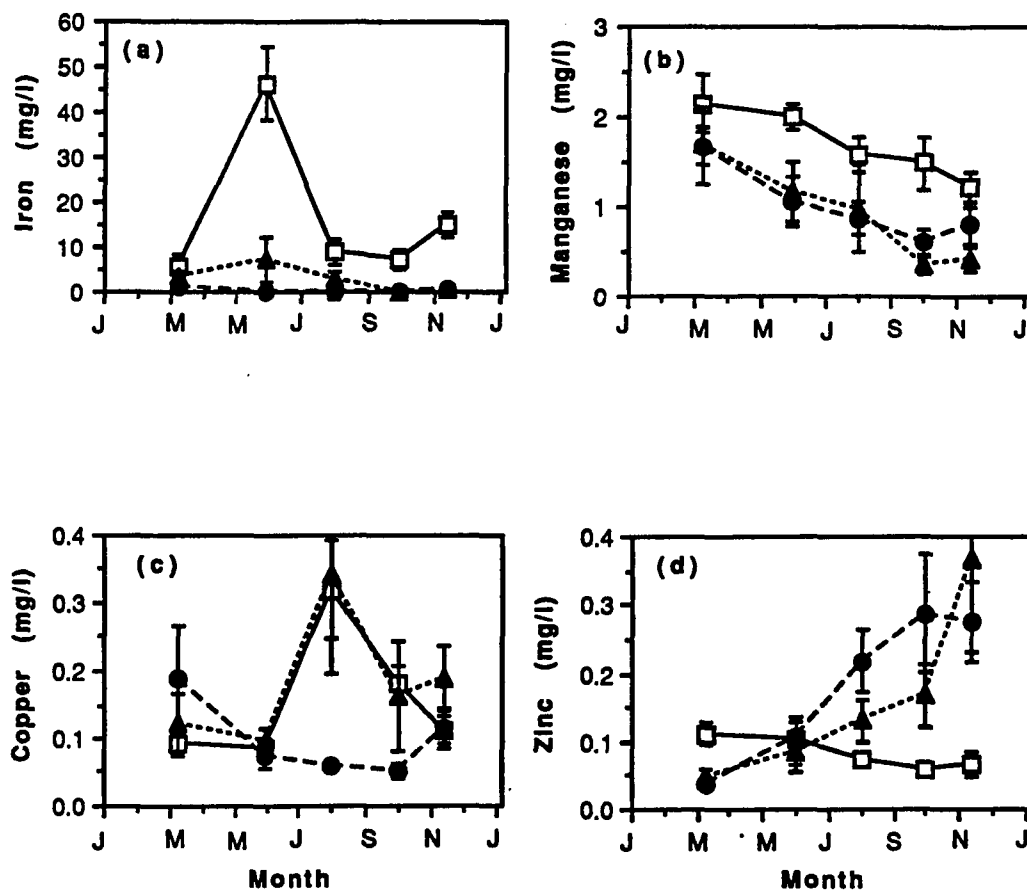 (a)
Iron (mg/l)
60
50
40
30
20
10
0
J M M J S N J
(b)
Manganese (mg/l)
3
2
1
0
J M M J S N J
(c)
Copper (mg/l)
0.4
0.3
0.2
0.1
0.0
J M M J S N J
Month
(d)
Zinc (mg/l)
0.4
0.3
0.2
0.1
0.0
J M M J S N J
Month